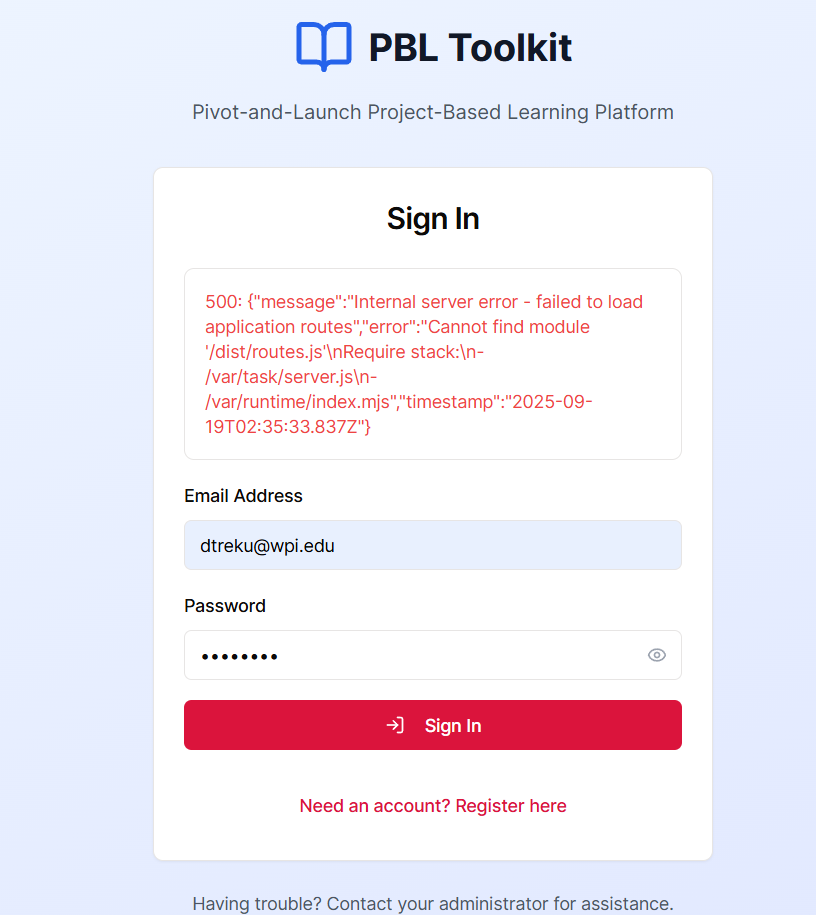 PBL Toolkit
Pivot-and-Launch Project-Based Learning Platform
Sign In
500: {"message":"Internal server error - failed to load
application routes","error":"Cannot find module
'/dist/routes.js'\nRequire stack:\n-
/var/task/server.js\n-
/var/runtime/index.mjs","timestamp":"2025-09-
19T02:35:33.837Z"}
Email Address
dtreku@wpi.edu
Password
••••••••
Sign In
Need an account? Register here
Having trouble? Contact your administrator for assistance.